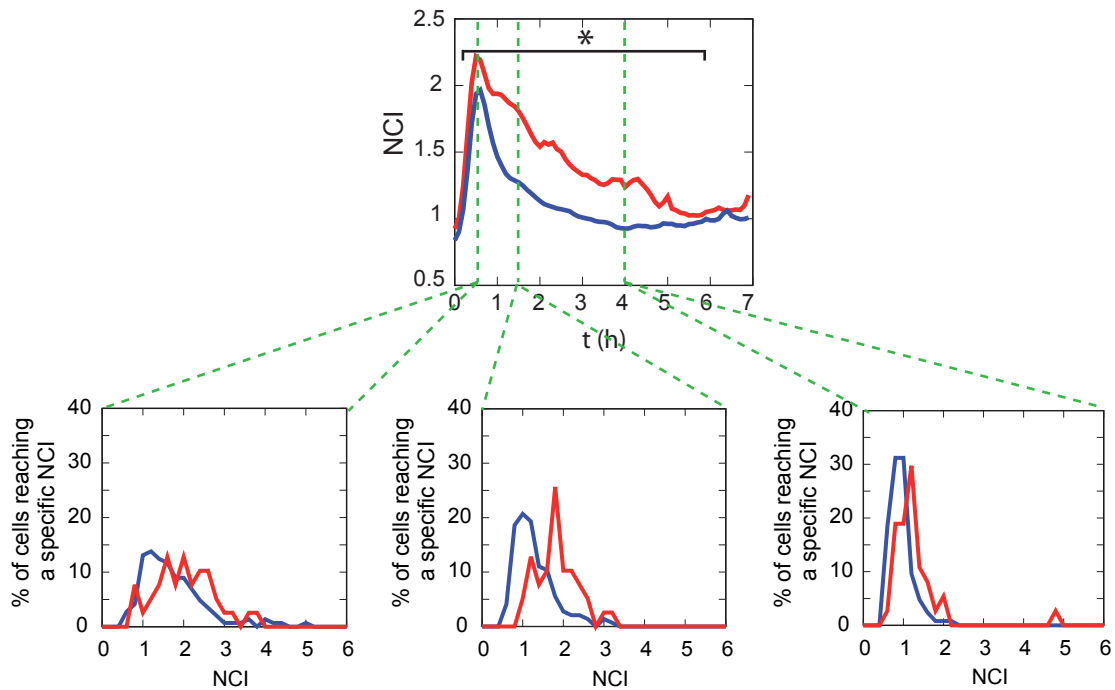 2.5
*
2
NCI
1.5
1
0.5
0 1 2 3 4 5 6 7
t (h)
% of cells reaching
a specific NCI
40
30
20
10
0
0 1 2 3 4 5 6
NCI
% of cells reaching
a specific NCI
40
30
20
10
0
0 1 2 3 4 5 6
NCI
% of cells reaching
a specific NCI
40
30
20
10
0
0 1 2 3 4 5 6
NCI